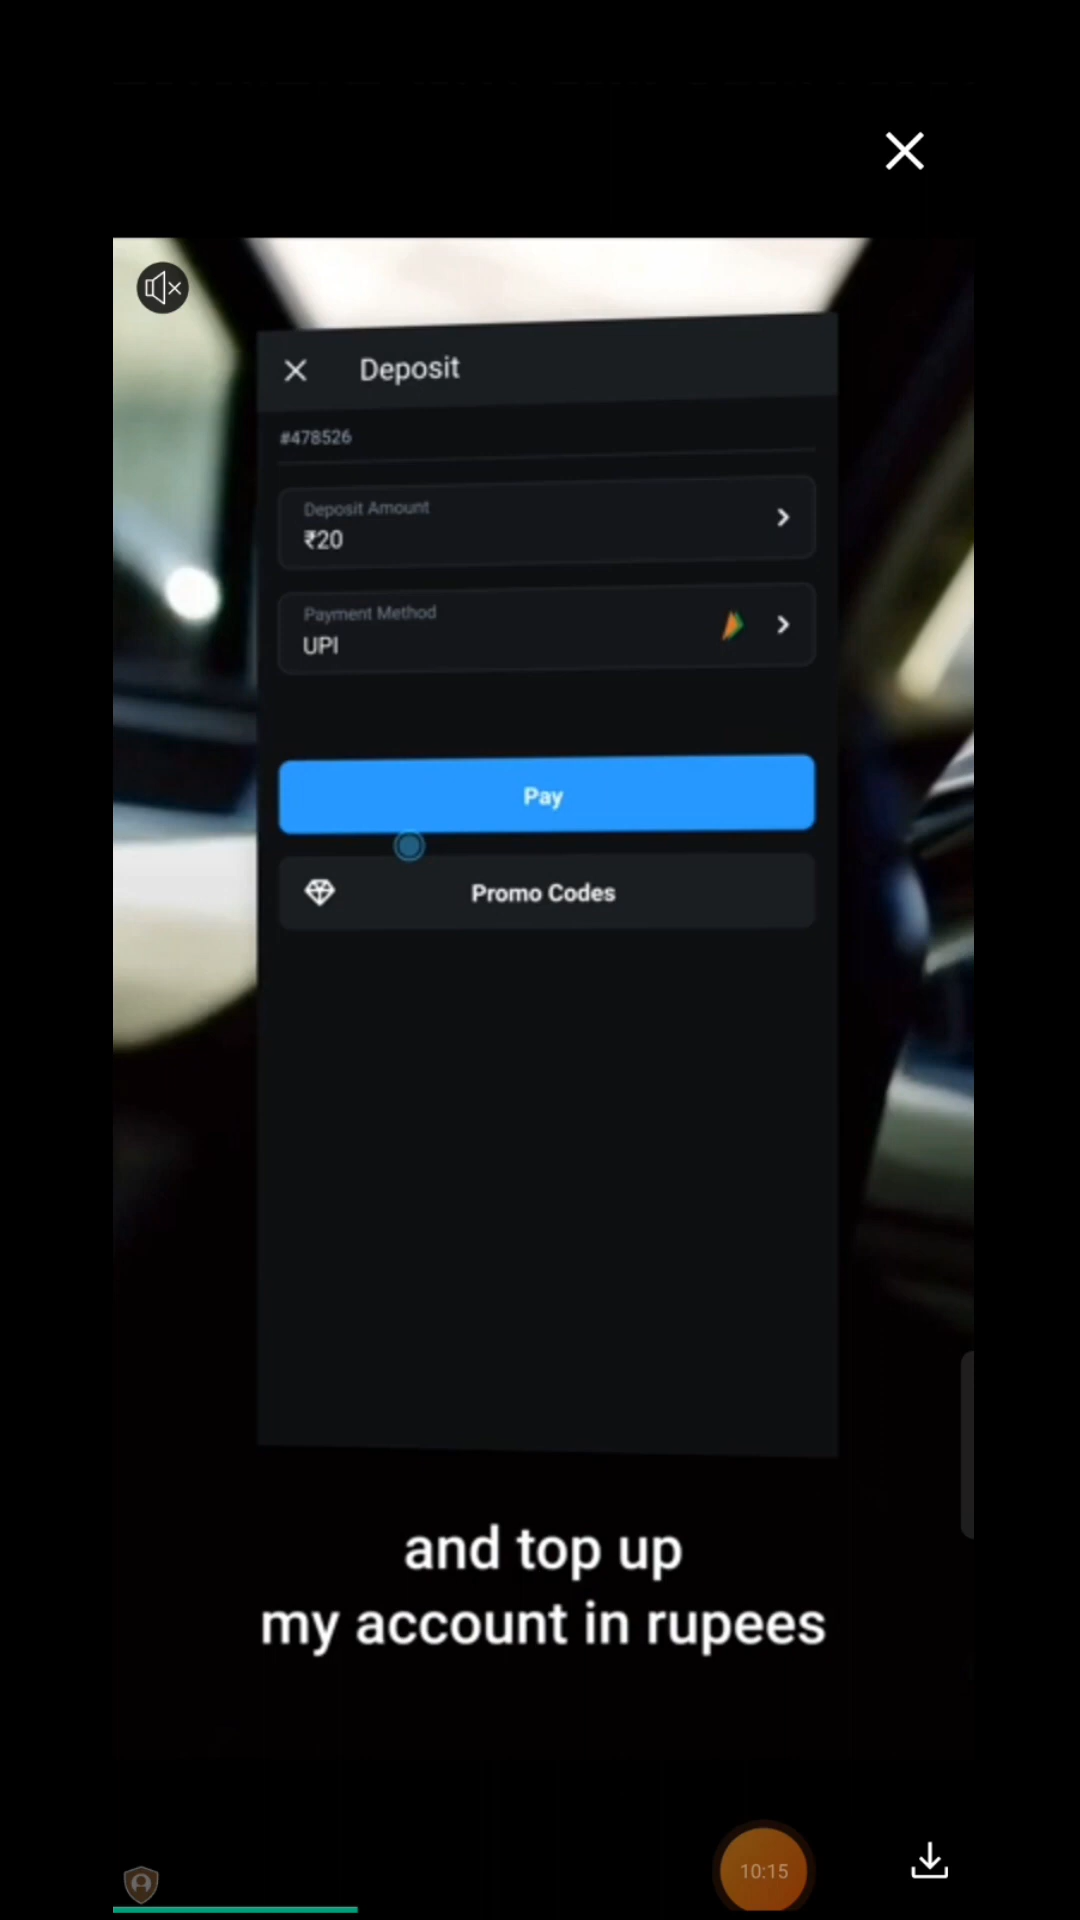 Deposit
#478526
Deposit Amount
₹20
Payment Method
UPI
Pay
Promo Codes
and top up
my account in rupees
10:15